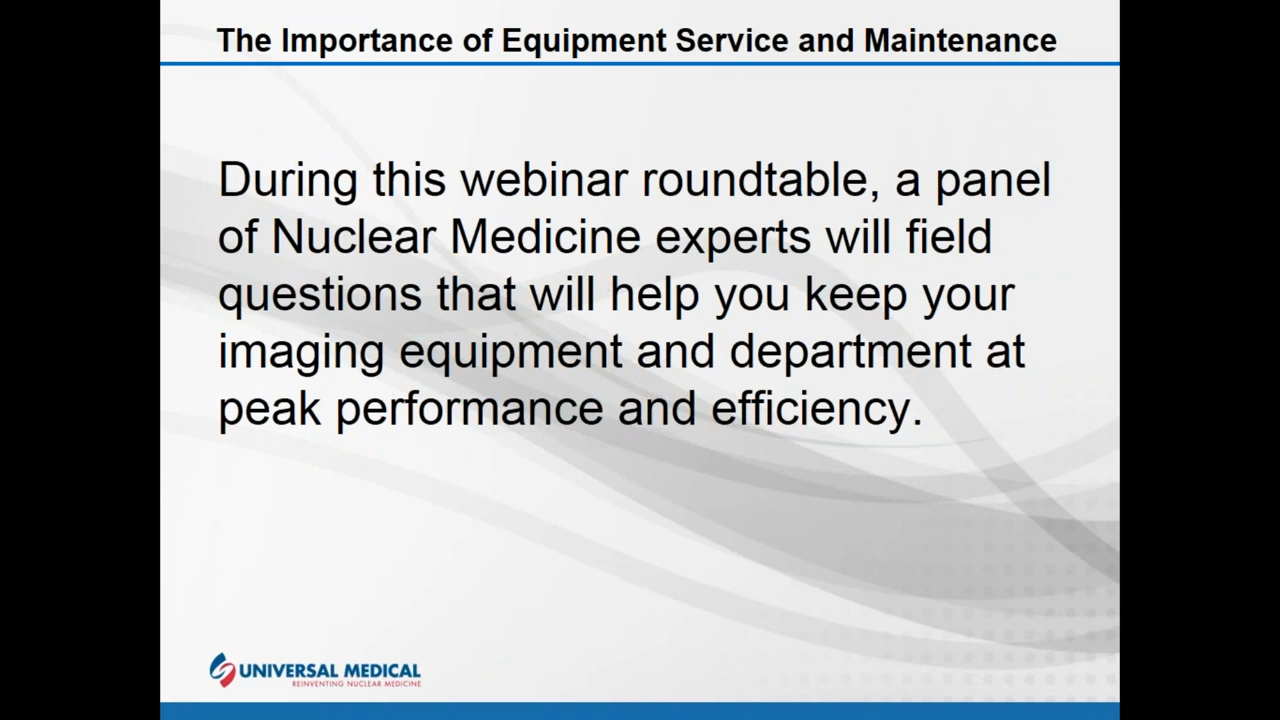 The Importance of Equipment Service and Maintenance
During this webinar roundtable, a panel
of Nuclear Medicine experts will field
questions that will help you keep your
imaging equipment and department at
peak performance and efficiency.
UNIVERSAL MEDICAL
REINVENTING NUCLEAR MEDICINE